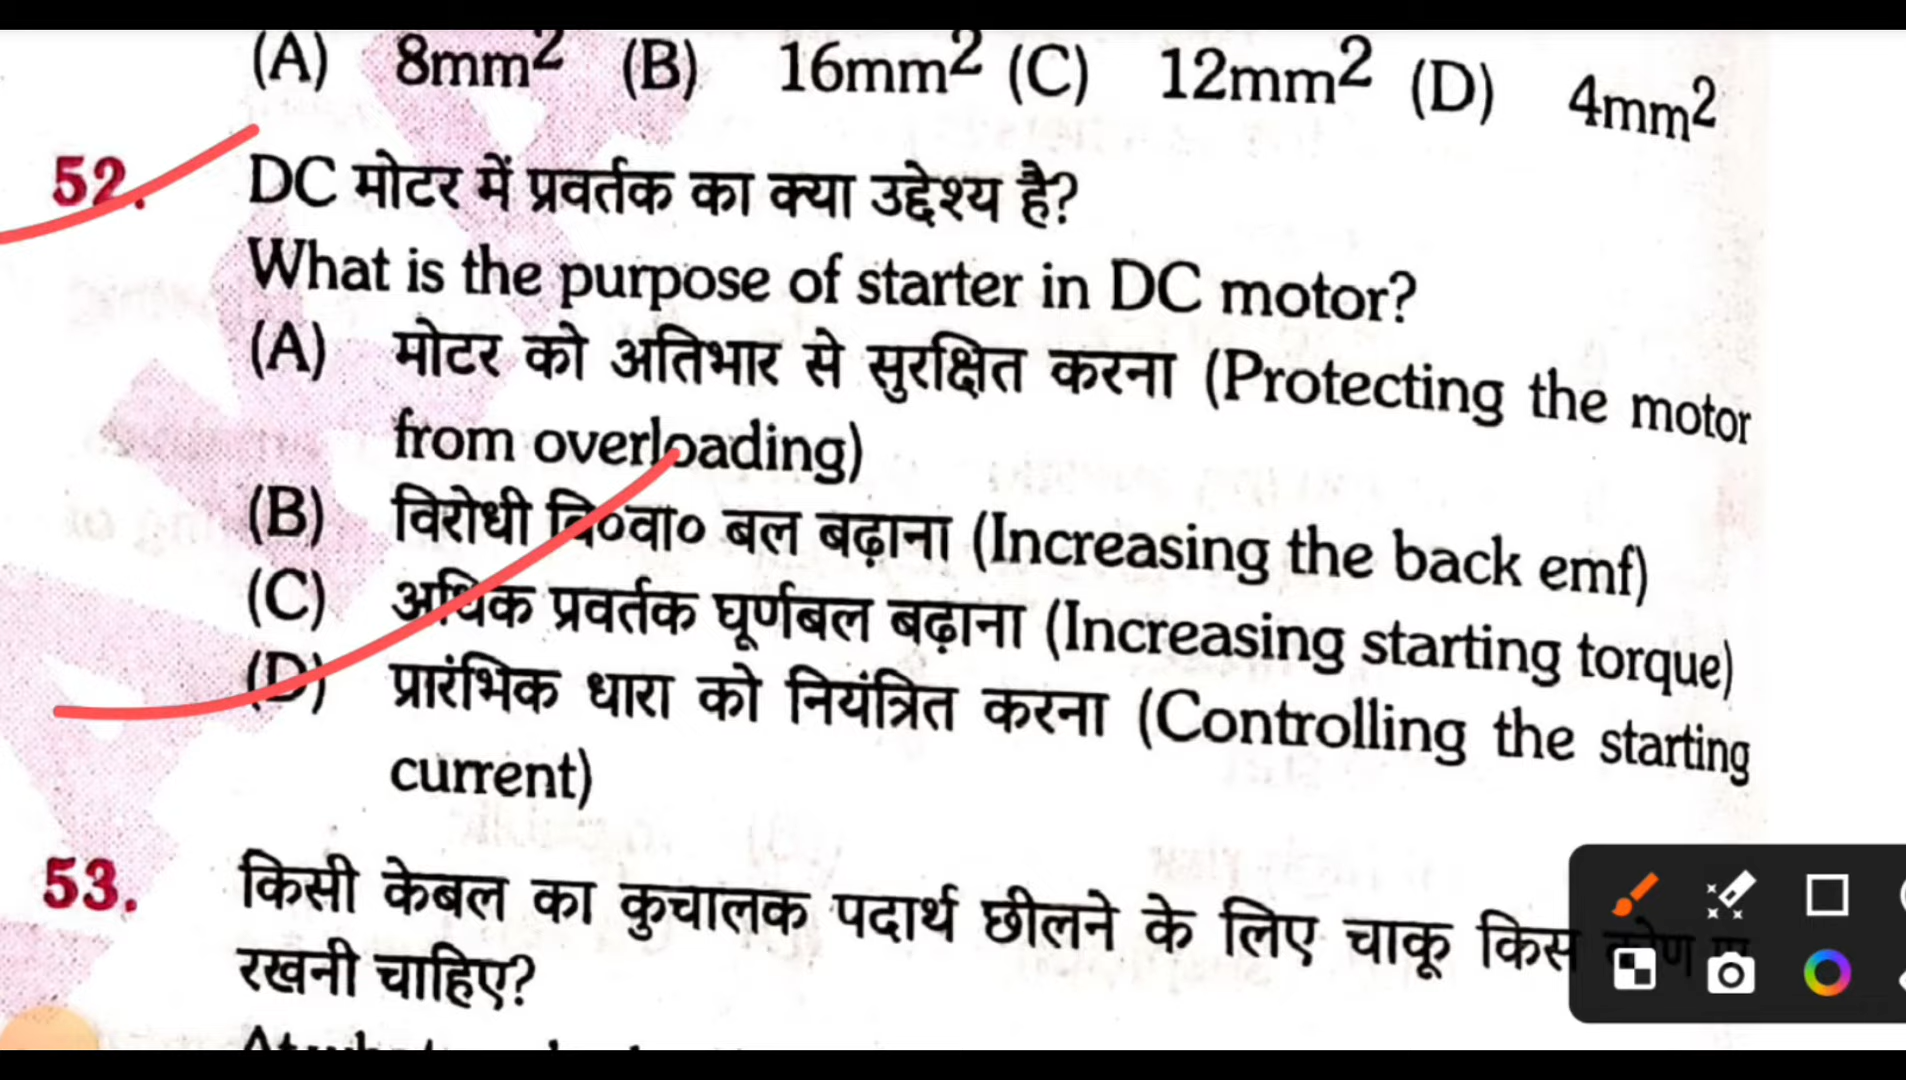 (A) 8mm² (B) 16mm² (C) 12mm² (D) 4mm²
52. DC मोटर में प्रवर्तक का क्या उद्देश्य है?
What is the purpose of starter in DC motor?
(A) मोटर को अतिभार से सुरक्षित करना (Protecting the motor
from overloading)
(B) विरोधी वि०वा० बल बढ़ाना (Increasing the back emf)
(C) अधिक प्रवर्तक घूर्णबल बढ़ाना (Increasing starting torque)
(D) प्रारंभिक धारा को नियंत्रित करना (Controlling the starting
current)
53. किसी केबल का कुचालक पदार्थ छीलने के लिए चाकू किस कोण
रखनी चाहिए?